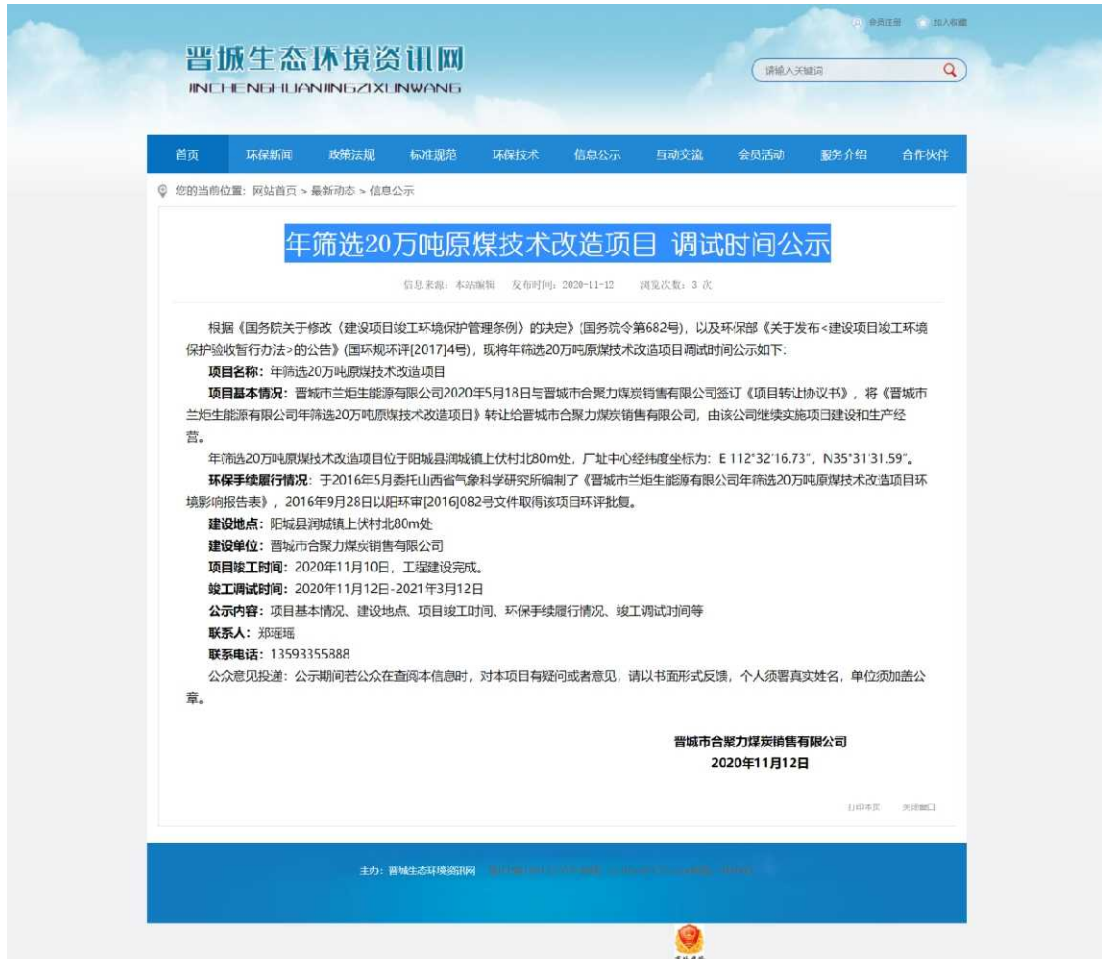 会员注册 加入收藏
晋城生态环境资讯网
JINCHENGHUANJINGZIXUNWANG
请输入关键词
首页 环保新闻 政策法规 标准规范 环保技术 信息公示 互动交流 会员活动 服务介绍 合作伙伴
您的当前位置：网站首页 > 最新动态 > 信息公示
年筛选20万吨原煤技术改造项目 调试时间公示
信息来源：本站编辑 发布时间：2020-11-12 浏览次数：3 次
根据《国务院关于修改〈建设项目竣工环境保护管理条例〉的决定》(国务院令第682号)，以及环保部《关于发布<建设项目竣工环境
保护验收暂行办法>的公告》(国环规环评[2017]4号)，现将年筛选20万吨原煤技术改造项目调试时间公示如下：
项目名称：年筛选20万吨原煤技术改造项目
项目基本情况：晋城市兰炬生能源有限公司2020年5月18日与晋城市合聚力煤炭销售有限公司签订《项目转让协议书》，将《晋城市
兰炬生能源有限公司年筛选20万吨原煤技术改造项目》转让给晋城市合聚力煤炭销售有限公司，由该公司继续实施项目建设和生产经
营。
年筛选20万吨原煤技术改造项目位于阳城县润城镇上伏村北80m处，厂址中心经纬度坐标为：E 112°32′16.73″，N35°31′31.59″。
环保手续履行情况：于2016年5月委托山西省气象科学研究所编制了《晋城市兰炬生能源有限公司年筛选20万吨原煤技术改造项目环
境影响报告表》，2016年9月28日以阳环审[2016]082号文件取得该项目环评批复。
建设地点：阳城县润城镇上伏村北80m处
建设单位：晋城市合聚力煤炭销售有限公司
项目竣工时间：2020年11月10日，工程建设完成。
竣工调试时间：2020年11月12日-2021年3月12日
公示内容：项目基本情况、建设地点、项目竣工时间、环保手续履行情况、竣工调试时间等
联系人：郑瑶瑶
联系电话：13593355888
公众意见投递：公示期间若公众在查阅本信息时，对本项目有疑问或者意见，请以书面形式反馈，个人须署真实姓名，单位须加盖公
章。
晋城市合聚力煤炭销售有限公司
2020年11月12日
打印本页 关闭窗口
主办：晋城生态环境资讯网